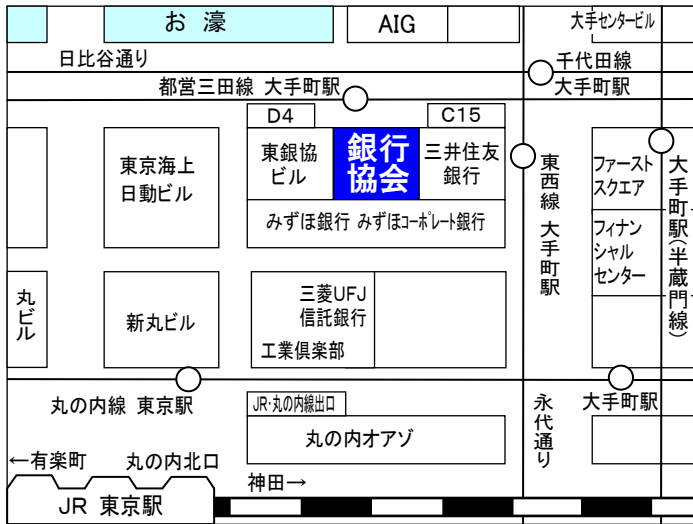 お 濠
AIG
大手センタービル
日比谷通り
千代田線
都営三田線 大手町駅
大手町駅
D4
C15
東京海上
日動ビル
東銀協
ビル
銀行
協会
三井住友
銀行
みずほ銀行 みずほコーポレート銀行
東西線 大手町駅
ファースト
スクエア
フィナン
シャル
センター
大手町駅(半蔵門線)
丸ビル
新丸ビル
三菱UFJ
信託銀行
工業倶楽部
丸の内線 東京駅
JR・丸の内線出口
大手町駅
丸の内オアゾ
永代通り
←有楽町
丸の内北口
神田→
JR 東京駅